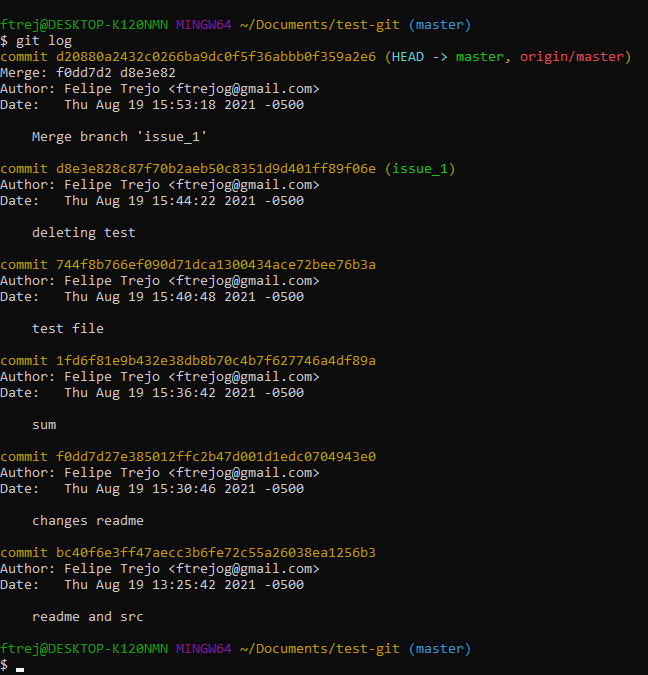 ftrej@DESKTOP-K120NMN MINGW64 ~/Documents/test-git (master)
$ git log
commit d20880a2432c0266ba9dc0f5f36abbb0f359a2e6 (HEAD -> master, origin/master)
Merge: f0dd7d2 d8e3e82
Author: Felipe Trejo <ftrejog@gmail.com>
Date:   Thu Aug 19 15:53:18 2021 -0500
    Merge branch 'issue_1'
commit d8e3e828c87f70b2aeb50c8351d9d401ff89f06e (issue_1)
Author: Felipe Trejo <ftrejog@gmail.com>
Date:   Thu Aug 19 15:44:22 2021 -0500
    deleting test
commit 744f8b766ef090d71dca1300434ace72bee76b3a
Author: Felipe Trejo <ftrejog@gmail.com>
Date:   Thu Aug 19 15:40:48 2021 -0500
    test file
commit 1fd6f81e9b432e38db8b70c4b7f627746a4df89a
Author: Felipe Trejo <ftrejog@gmail.com>
Date:   Thu Aug 19 15:36:42 2021 -0500
    sum
commit f0dd7d27e385012ffc2b47d001d1edc0704943e0
Author: Felipe Trejo <ftrejog@gmail.com>
Date:   Thu Aug 19 15:30:46 2021 -0500
    changes readme
commit bc40f6e3ff47aecc3b6fe72c55a26038ea1256b3
Author: Felipe Trejo <ftrejog@gmail.com>
Date:   Thu Aug 19 13:25:42 2021 -0500
    readme and src
ftrej@DESKTOP-K120NMN MINGW64 ~/Documents/test-git (master)
$